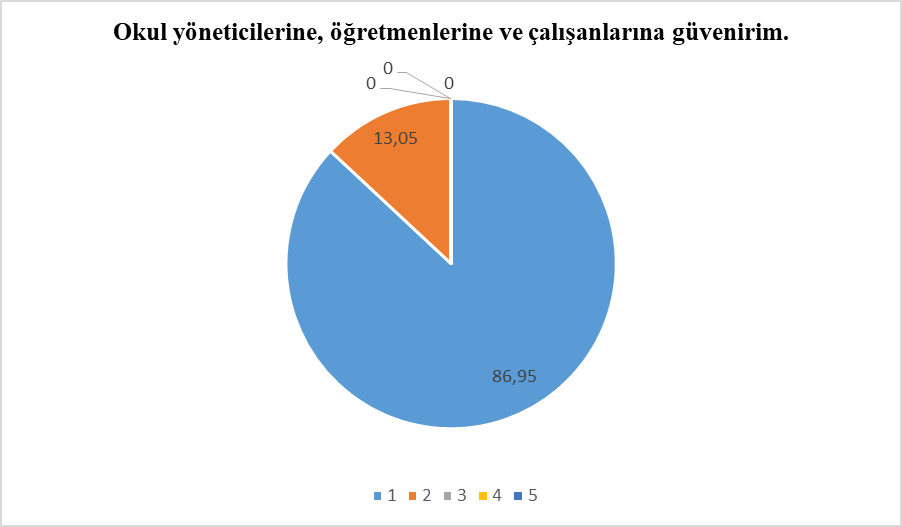 Okul yöneticilerine, öğretmenlerine ve çalışanlarına güvenirim.
0
0
0
13,05
86,95
1 2 3 4 5